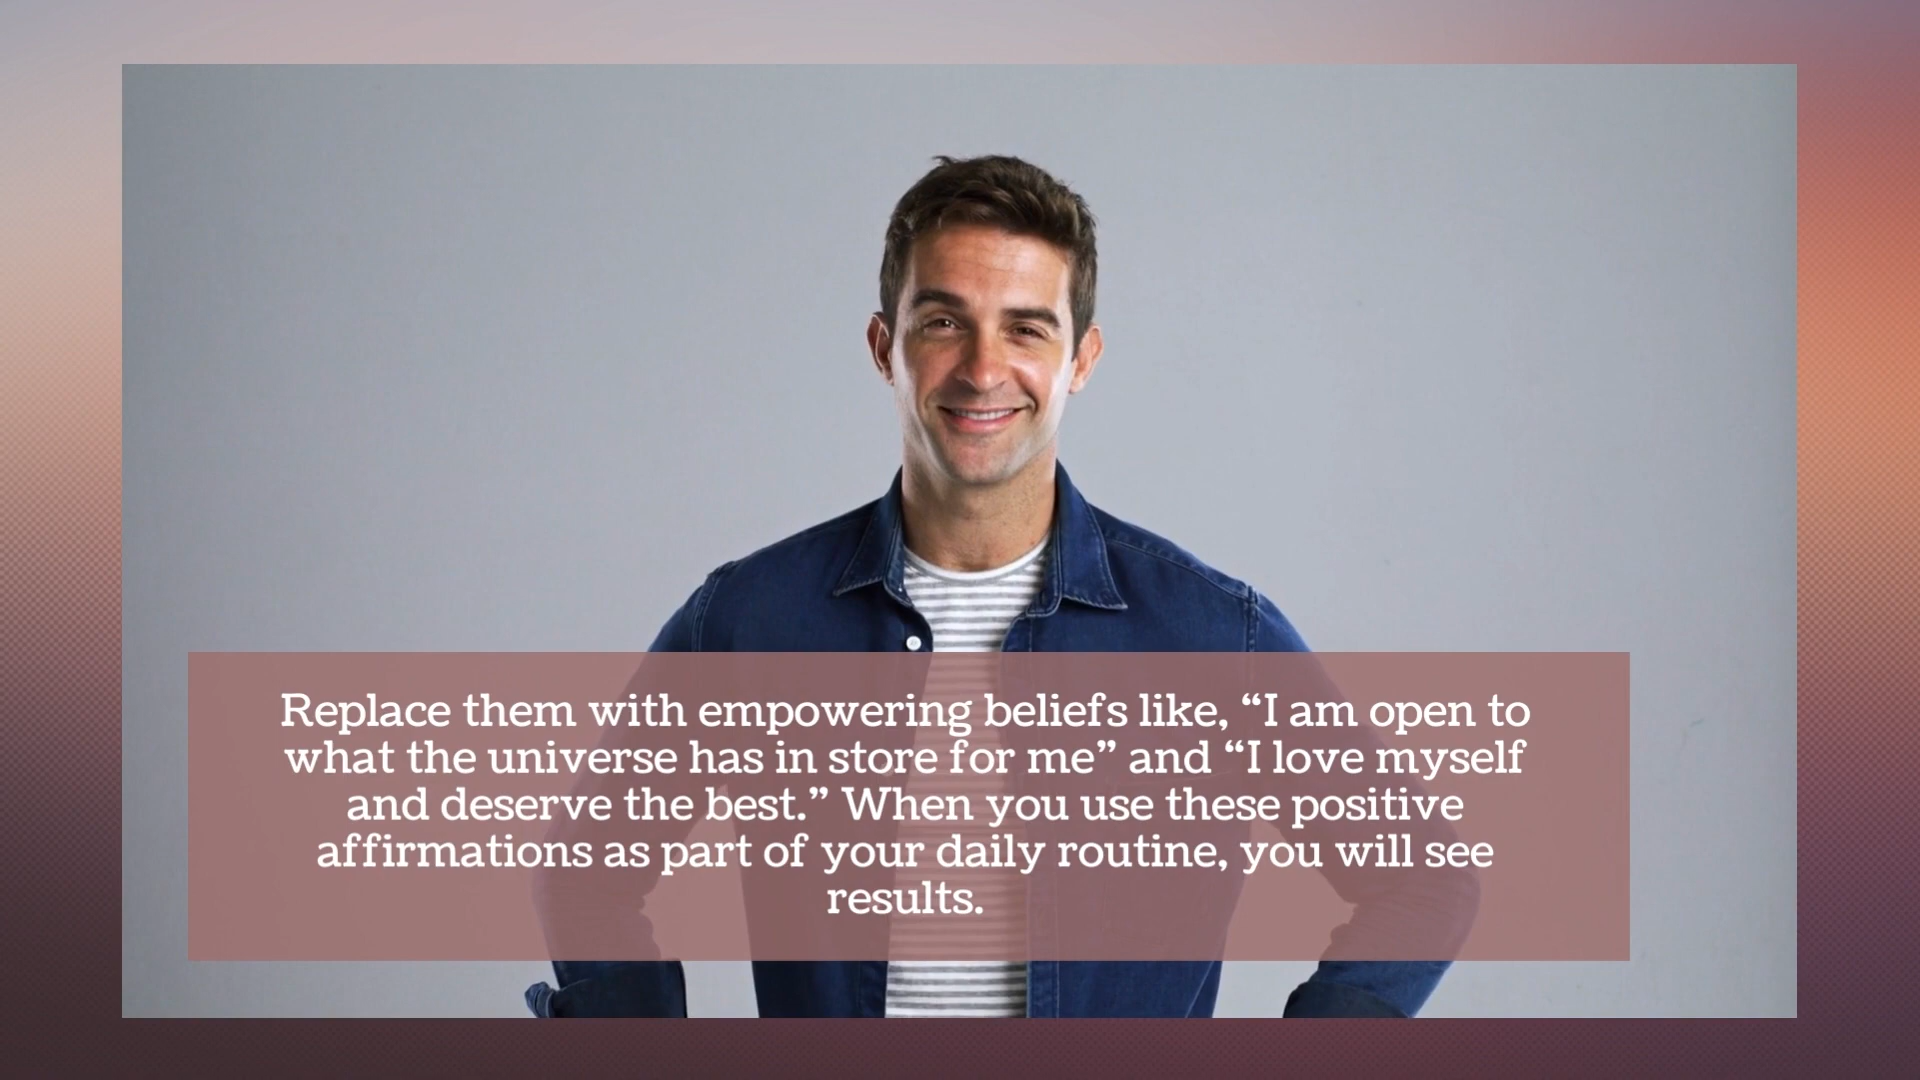 Replace them with empowering beliefs like, “I am open to
what the universe has in store for me” and “I love myself
and deserve the best.” When you use these positive
affirmations as part of your daily routine, you will see
results.